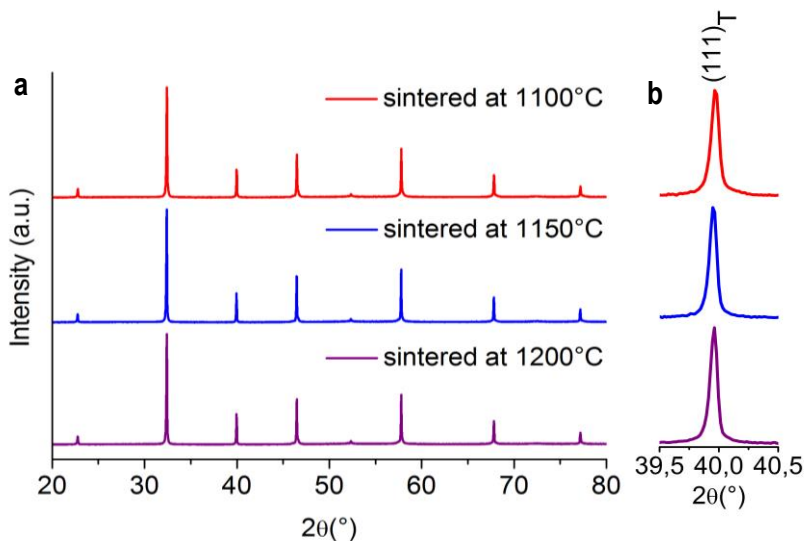 a
sintered at 1100°C
sintered at 1150°C
sintered at 1200°C
Intensity (a.u.)
20 30 40 50 60 70 80
2θ(°)
b
(111)T
39,5 40,0 40,5
2θ(°)